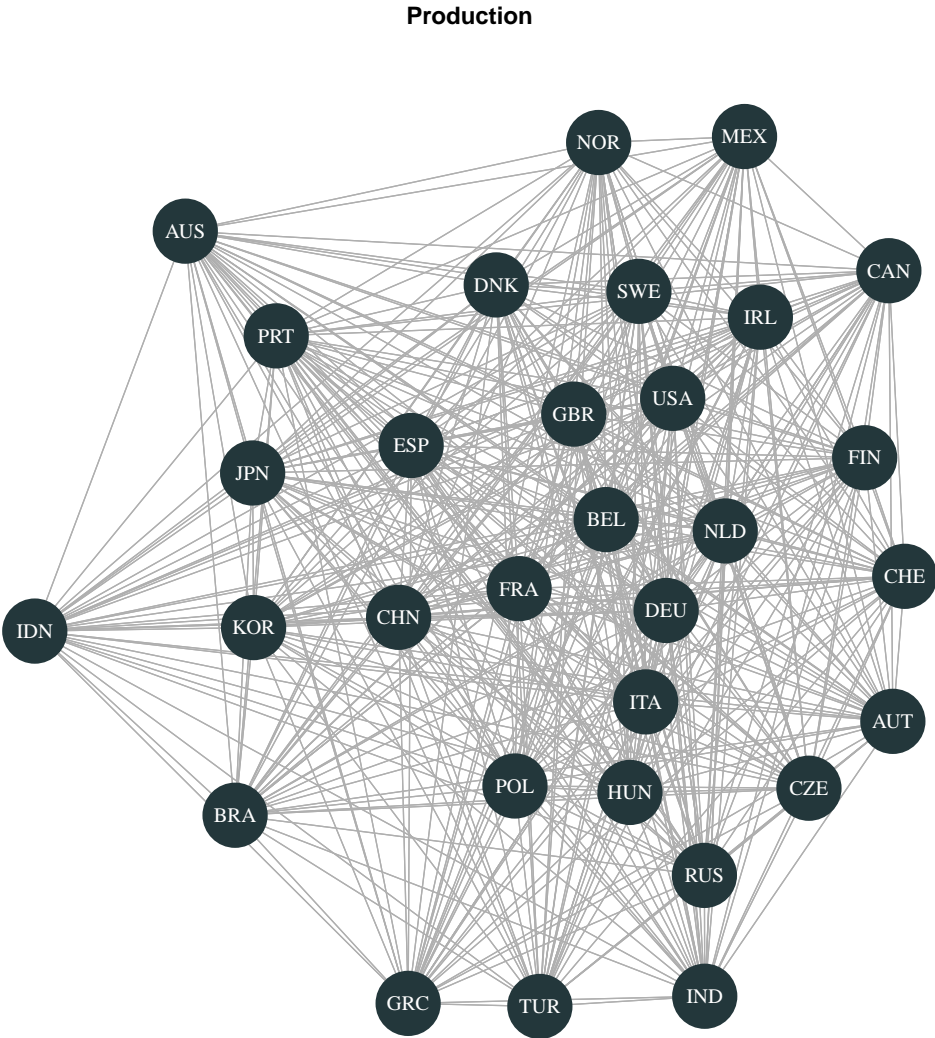 Production
NOR
MEX
AUS
CAN
DNK
SWE
IRL
PRT
USA
GBR
ESP
FIN
JPN
BEL
NLD
CHE
FRA
DEU
CHN
KOR
IDN
ITA
AUT
POL
CZE
HUN
BRA
RUS
IND
GRC
TUR